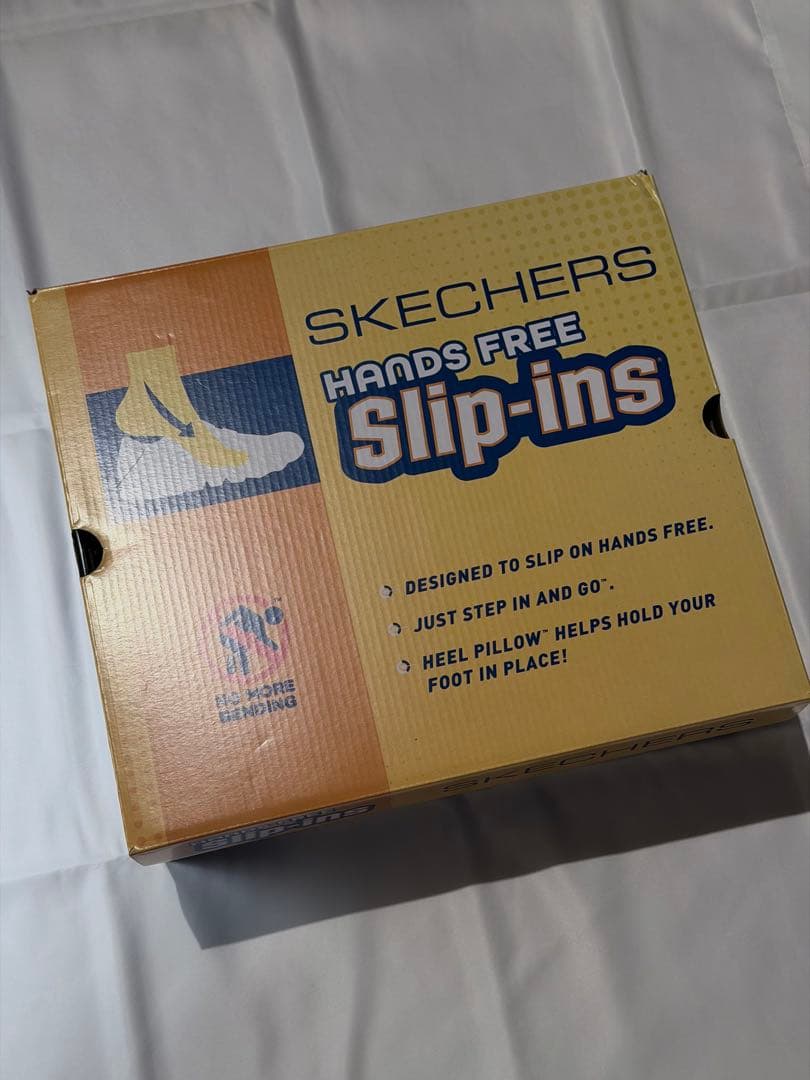 SKECHERS
HANDS FREE
Slip-ins®
DESIGNED TO SLIP ON HANDS FREE.
JUST STEP IN AND GO™.
HEEL PILLOW™ HELPS HOLD YOUR
FOOT IN PLACE!
™
NO MORE
BENDING
SKECHERS
Slip-ins